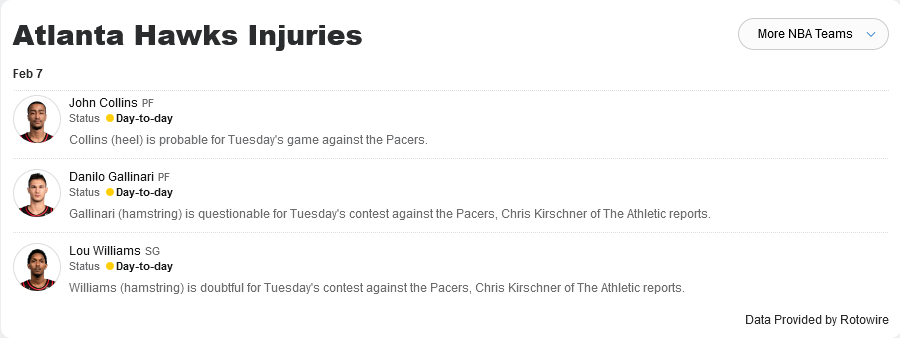 Atlanta Hawks Injuries
More NBA Teams
Feb 7
John Collins PF
Status Day-to-day
Collins (heel) is probable for Tuesday's game against the Pacers.
Danilo Gallinari PF
Status Day-to-day
Gallinari (hamstring) is questionable for Tuesday's contest against the Pacers, Chris Kirschner of The Athletic reports.
Lou Williams SG
Status Day-to-day
Williams (hamstring) is doubtful for Tuesday's contest against the Pacers, Chris Kirschner of The Athletic reports.
Data Provided by Rotowire